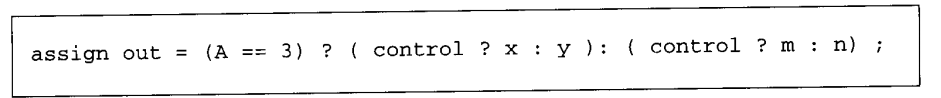 assign out = (A == 3) ? ( control ? x : y ): ( control ? m : n) ;